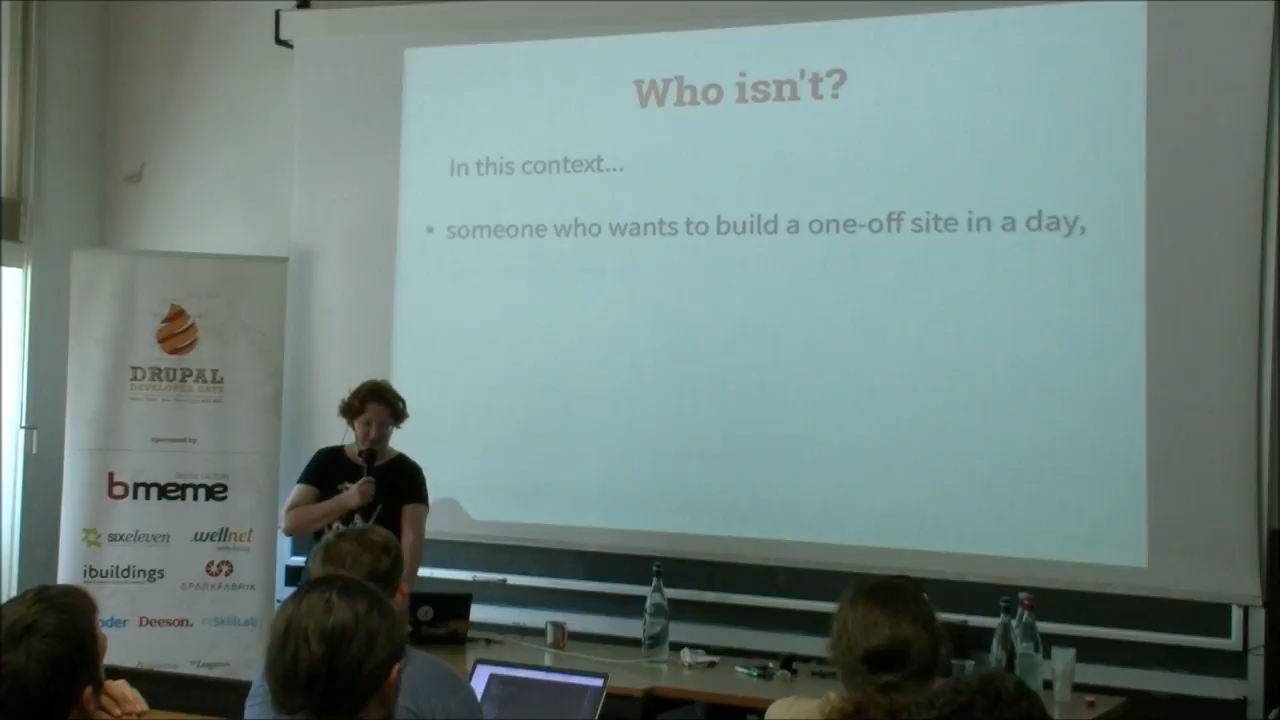 Who isn't?
In this context...
• someone who wants to build a one-off site in a day,
DRUPAL
DEVELOPER DAYS
sponsored by
bmeme
sixeleven
wellnet
ibuildings
SPARKFABRIK
Deeson.